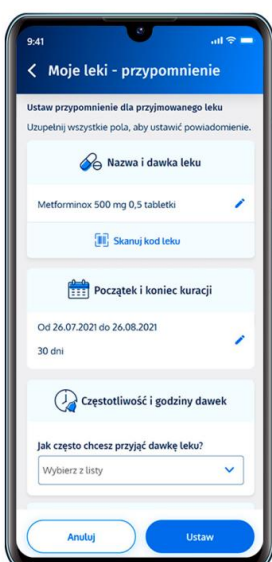 9:41
Moje leki - przypomnienie
Ustaw przypomnienie dla przyjmowanego leku
Uzupełnij wszystkie pola, aby ustawić powiadomienie.
Nazwa i dawka leku
Metforminox 500 mg 0,5 tabletki
Skanuj kod leku
Początek i koniec kuracji
Od 26.07.2021 do 26.08.2021
30 dni
Częstotliwość i godziny dawek
Jak często chcesz przyjąć dawkę leku?
Wybierz z listy
Anuluj
Ustaw